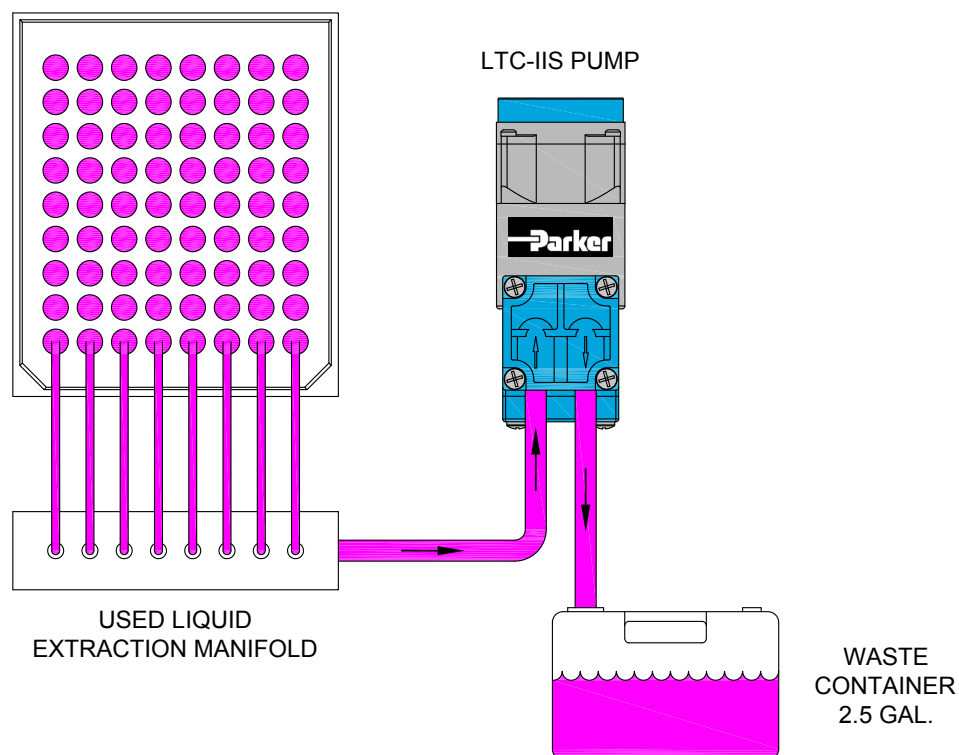 LTC-IIS PUMP
Parker
USED LIQUID
EXTRACTION MANIFOLD
WASTE
CONTAINER
2.5 GAL.